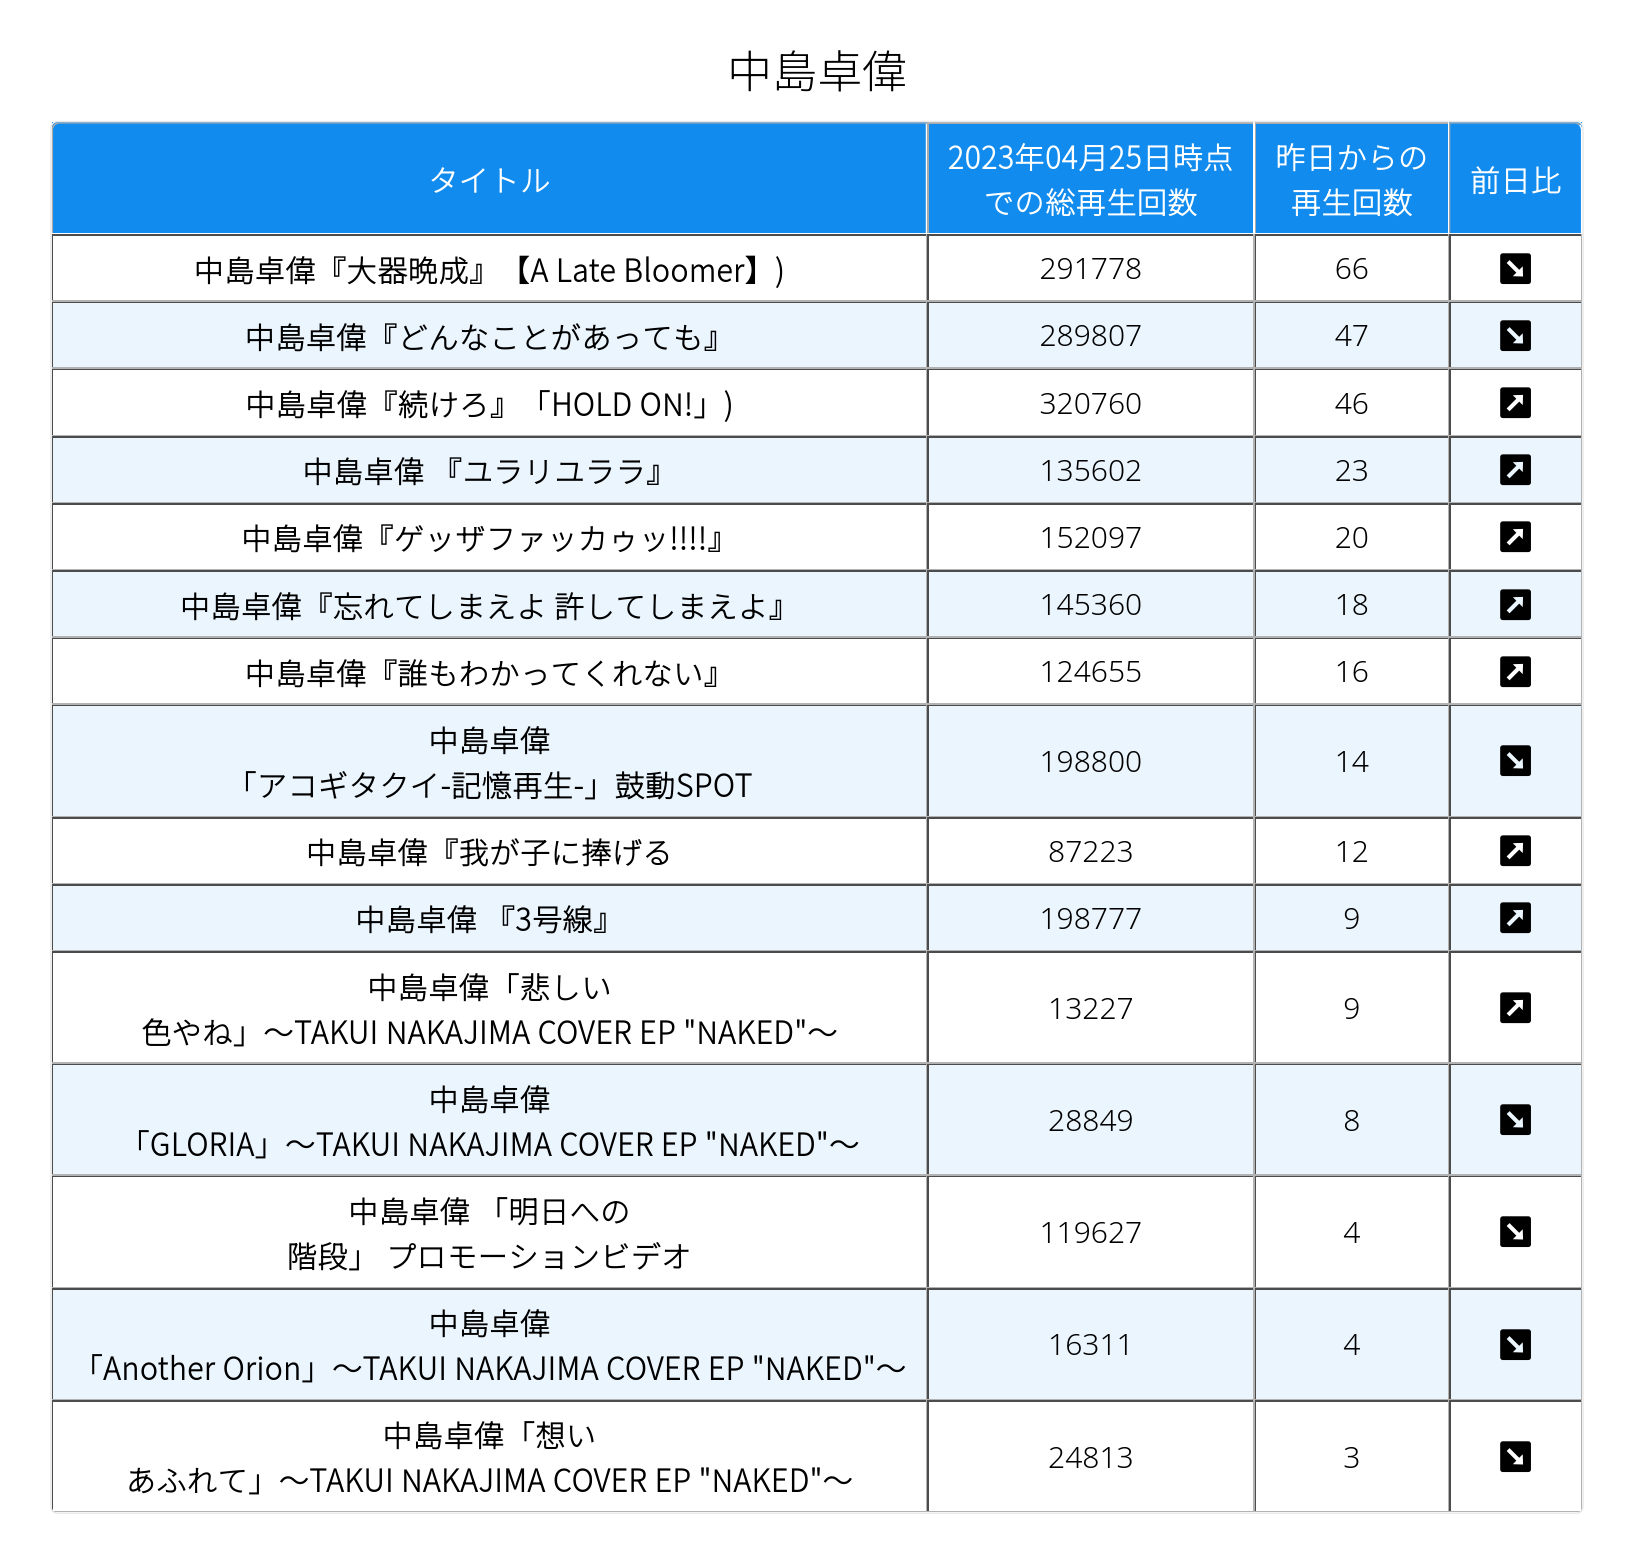 中島卓偉
タイトル
2023年04月25日時点
での総再生回数
昨日からの
再生回数
前日比
中島卓偉『大器晩成』【A Late Bloomer】)
291778
66
中島卓偉『どんなことがあっても』
289807
47
中島卓偉『続けろ』「HOLD ON!」)
320760
46
中島卓偉 『ユラリユララ』
135602
23
中島卓偉『ゲッザファッカゥッ!!!!』
152097
20
中島卓偉『忘れてしまえよ 許してしまえよ』
145360
18
中島卓偉『誰もわかってくれない』
124655
16
中島卓偉
「アコギタクイ-記憶再生-」鼓動SPOT
198800
14
中島卓偉『我が子に捧げる
87223
12
中島卓偉 『3号線』
198777
9
中島卓偉「悲しい
色やね」～TAKUI NAKAJIMA COVER EP "NAKED"～
13227
9
中島卓偉
「GLORIA」～TAKUI NAKAJIMA COVER EP "NAKED"～
28849
8
中島卓偉 「明日への
階段」 プロモーションビデオ
119627
4
中島卓偉
「Another Orion」～TAKUI NAKAJIMA COVER EP "NAKED"～
16311
4
中島卓偉「想い
あふれて」～TAKUI NAKAJIMA COVER EP "NAKED"～
24813
3